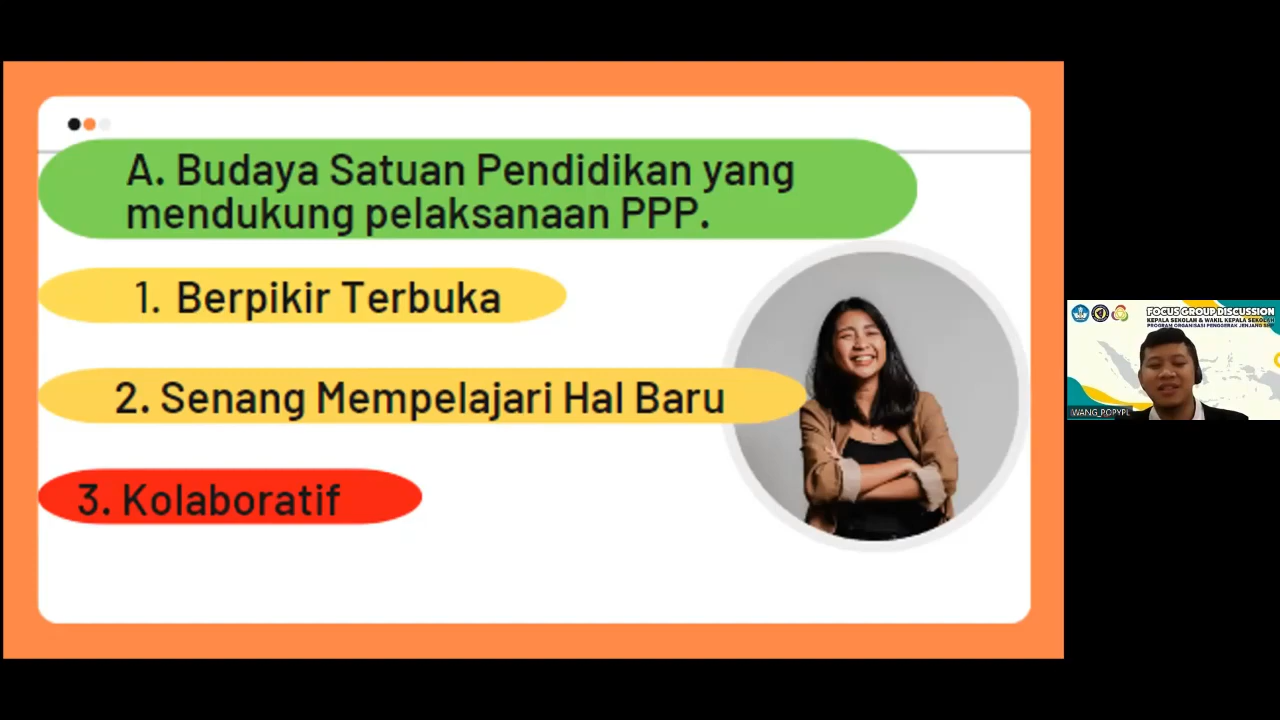 A. Budaya Satuan Pendidikan yang
mendukung pelaksanaan PPP.
1. Berpikir Terbuka
2. Senang Mempelajari Hal Baru
3. Kolaboratif
FOCUS GROUP DISCUSSION
KEPALA SEKOLAH & WAKIL KEPALA SEKOLAH
PROGRAM ORGANISASI PENGGERAK JENJANG SMP